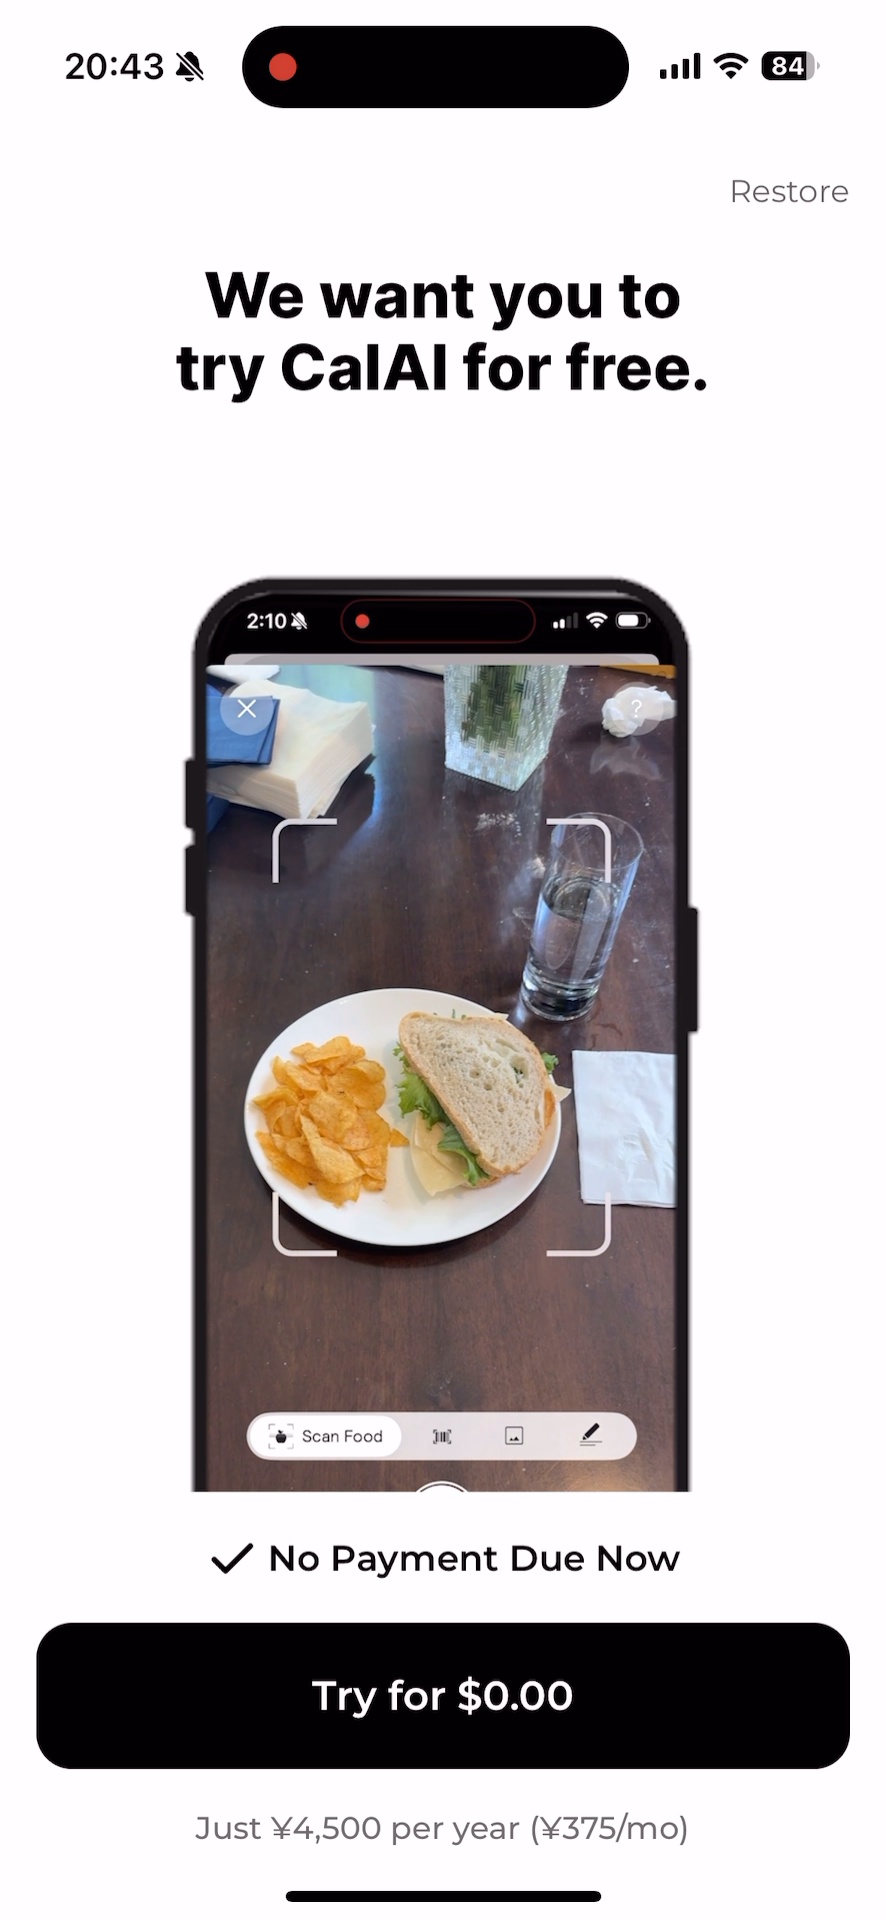 20:43
84
Restore
We want you to
try CalAI for free.
2:10
?
Scan Food
No Payment Due Now
Try for $0.00
Just ¥4,500 per year (¥375/mo)